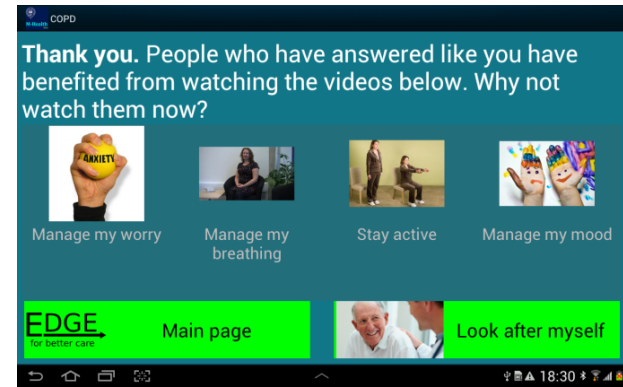 M-Health
COPD
Thank you. People who have answered like you have
benefited from watching the videos below. Why not
watch them now?
ANXIETY
Manage my worry
Manage my
breathing
Stay active
Manage my mood
EDGE
for better care
Main page
Look after myself
18:30